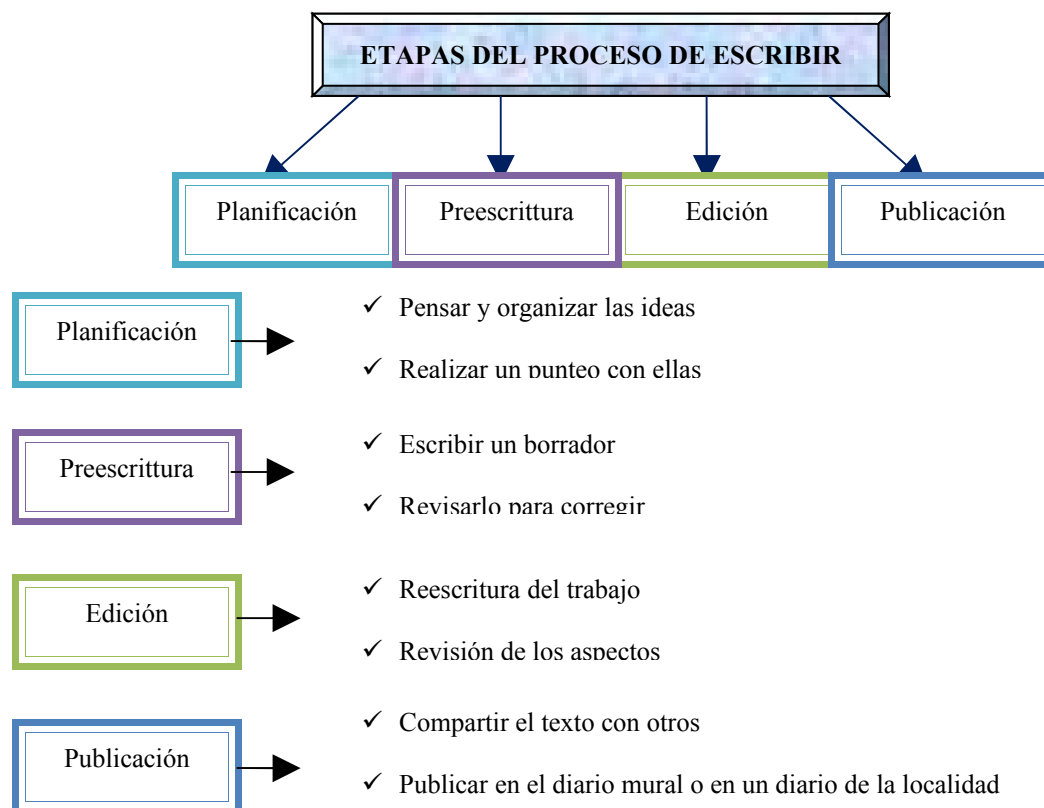 ETAPAS DEL PROCESO DE ESCRIBIR
Planificación Preescrittura Edición Publicación
Planificación
✓ Pensar y organizar las ideas
✓ Realizar un punteo con ellas
Preescrittura
✓ Escribir un borrador
✓ Revisarlo para corregir
Edición
✓ Reescritura del trabajo
✓ Revisión de los aspectos
Publicación
✓ Compartir el texto con otros
✓ Publicar en el diario mural o en un diario de la localidad